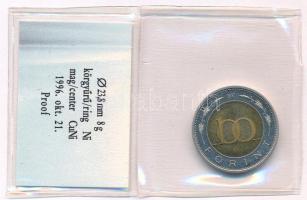 Ø 23,8 mm 8 g
körgyűrű/ring Ni
mag/center CuNi
1996. okt. 21.
Proof
100
FORINT